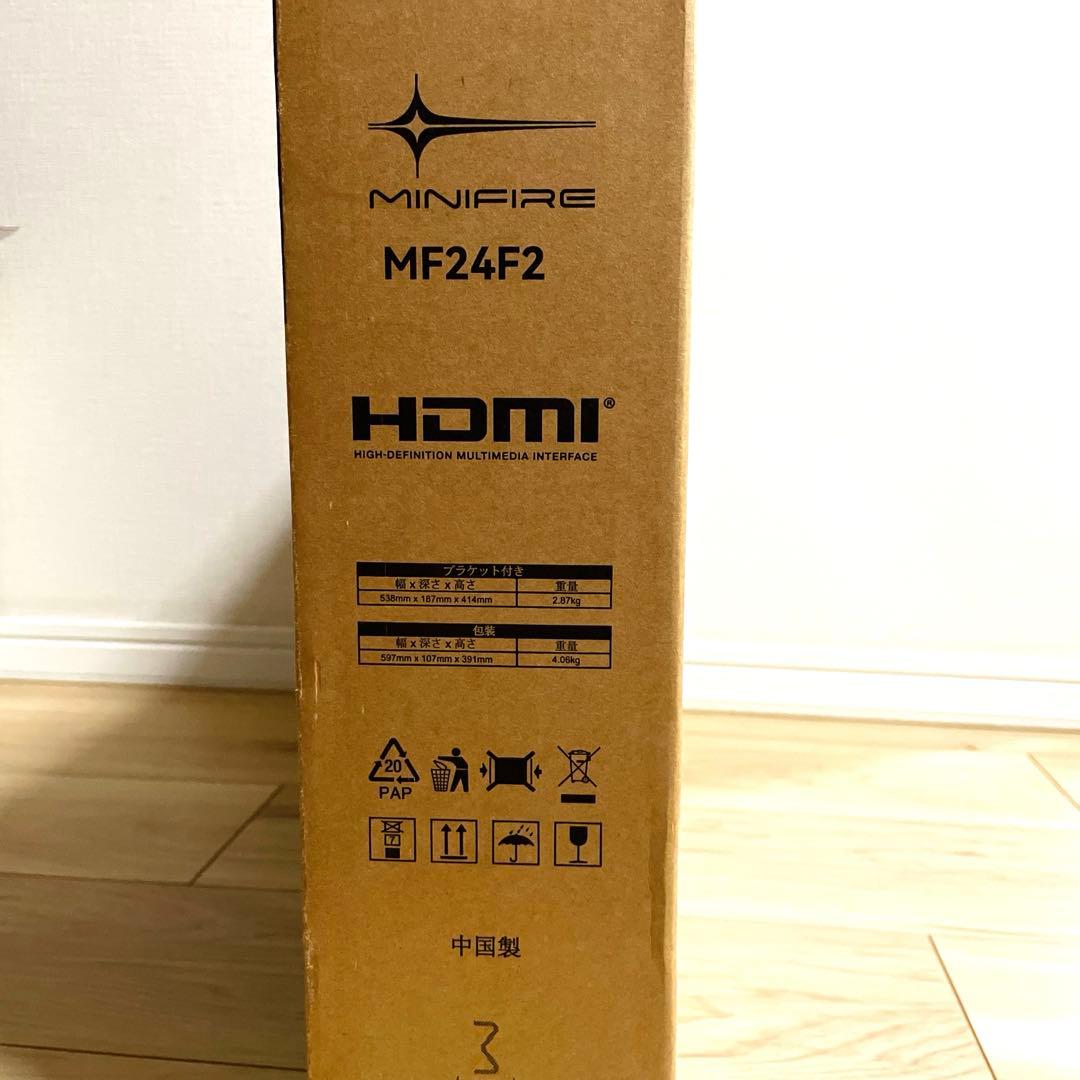 MINIFIRE
MF24F2
HDMI®
HIGH-DEFINITION MULTIMEDIA INTERFACE
ブラケット付き
幅 x 深さ x 高さ 重量
538mm x 187mm x 414mm 2.87kg
包装
幅 x 深さ x 高さ 重量
597mm x 107mm x 391mm 4.06kg
20
PAP
7
中国製
3